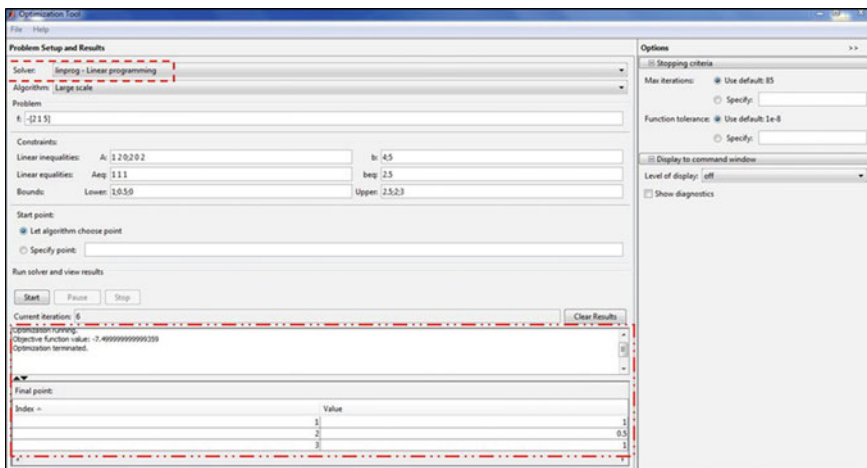 Optimization Tool
File Help
Problem Setup and Results
Solver: linprog - Linear programming
Algorithm: Large scale
Problem
f: -[2 1 5]
Constraints:
Linear inequalities: A: 1 2 0;2 0 2 b: 4;5
Linear equalities: Aeq: 1 1 1 beq: 2.5
Bounds: Lower: 1;0.5;0 Upper: 2.5;2;3
Start point:
Let algorithm choose point
Specify point:
Run solver and view results
Start Pause Stop
Current iteration: 6 Clear Results
Optimization running.
Objective function value: -7.499999999999359
Optimization terminated.
Final point:
Index Value
1 1
2 0.5
3 1
Options >>
Stopping criteria
Max iterations: Use default: 85
Specify:
Function tolerance: Use default: 1e-8
Specify:
Display to command window
Level of display: off
Show diagnostics